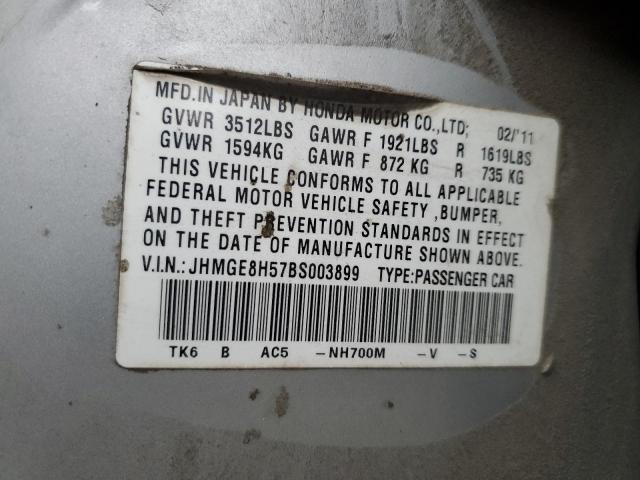 MFD.IN JAPAN BY HONDA MOTOR CO.,LTD; 02/'11
GVWR 3512LBS GAWR F 1921LBS R 1619LBS
GVWR 1594KG GAWR F 872 KG R 735 KG
THIS VEHICLE CONFORMS TO ALL APPLICABLE
FEDERAL MOTOR VEHICLE SAFETY ,BUMPER,
AND THEFT PREVENTION STANDARDS IN EFFECT
ON THE DATE OF MANUFACTURE SHOWN ABOVE.
V.I.N.:JHMGE8H57BS003899 TYPE:PASSENGER CAR
TK6 B AC5 -NH700M -V -S